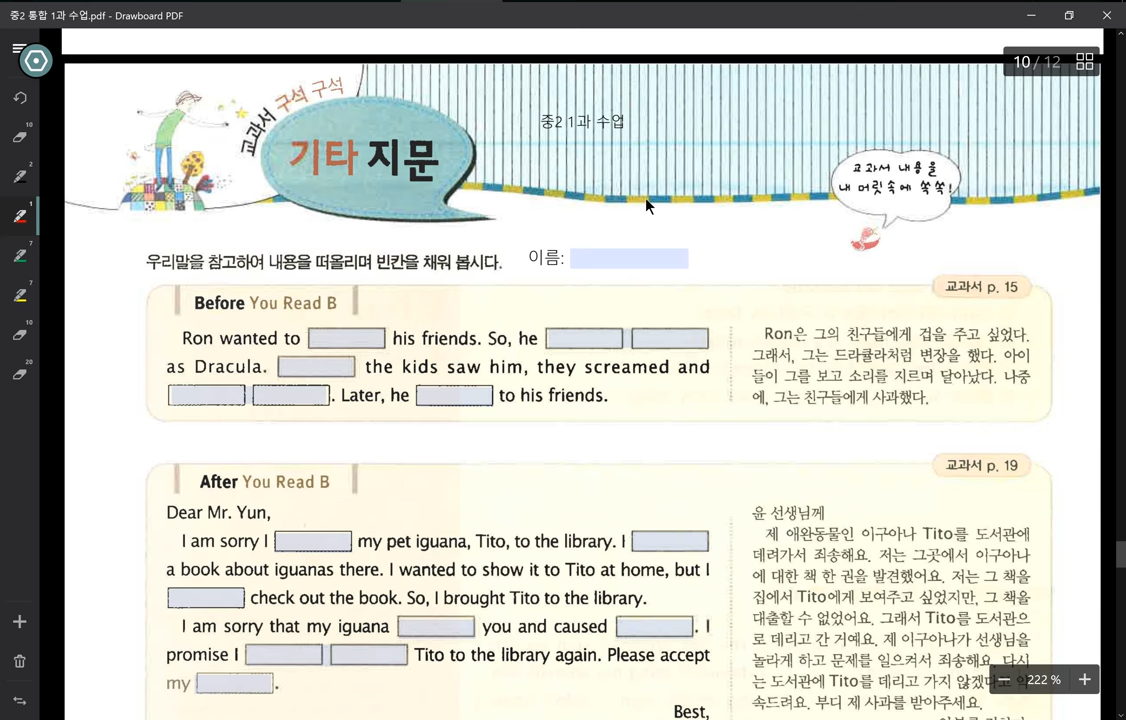 중2 통합 1과 수업.pdf - Drawboard PDF
10 / 12
교과서 구석 구석
기타 지문
중2 1과 수업
교과서 내용을
내 머릿속에 쏙쏙!
우리말을 참고하여 내용을 떠올리며 빈칸을 채워 봅시다.
이름:
Before You Read B
교과서 p. 15
Ron wanted to his friends. So, he
as Dracula. the kids saw him, they screamed and
. Later, he to his friends.
Ron은 그의 친구들에게 겁을 주고 싶었다.
그래서, 그는 드라큘라처럼 변장을 했다. 아이
들이 그를 보고 소리를 지르며 달아났다. 나중
에, 그는 친구들에게 사과했다.
After You Read B
교과서 p. 19
Dear Mr. Yun,
I am sorry I my pet iguana, Tito, to the library. I
a book about iguanas there. I wanted to show it to Tito at home, but I
check out the book. So, I brought Tito to the library.
I am sorry that my iguana you and caused . I
promise I Tito to the library again. Please accept
my .
Best,
윤 선생님께
제 애완동물인 이구아나 Tito를 도서관에
데려가서 죄송해요. 저는 그곳에서 이구아나
에 대한 책 한 권을 발견했어요. 저는 그 책을
집에서 Tito에게 보여주고 싶었지만, 그 책을
대출할 수 없었어요. 그래서 Tito를 도서관으
로 데리고 간 거예요. 제 이구아나가 선생님을
놀라게 하고 문제를 일으켜서 죄송해요. 다시
는 도서관에 Tito를 데리고 가지 않겠다고 약
속드려요. 부디 제 사과를 받아주세요.
222 %
10
2
1
7
7
10
20